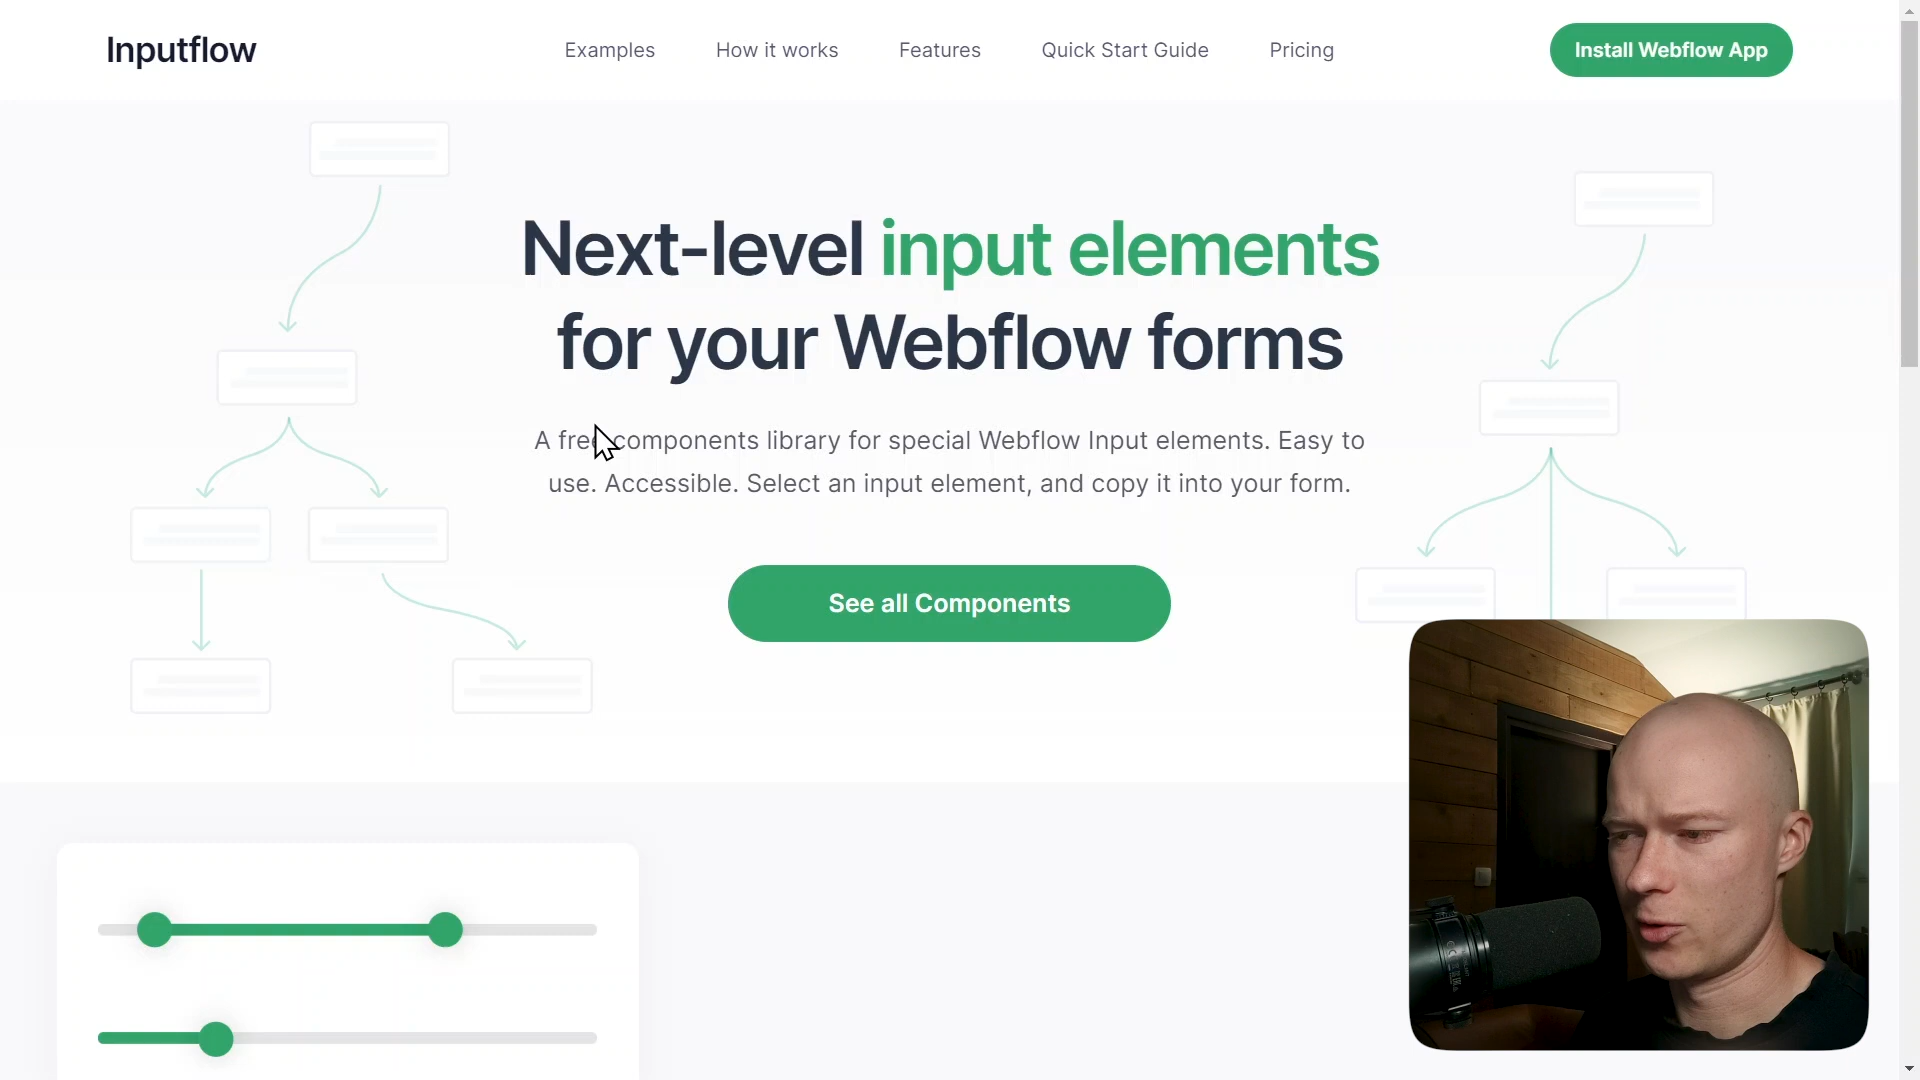 Inputflow
Examples
How it works
Features
Quick Start Guide
Pricing
Install Webflow App
Next-level input elements
for your Webflow forms
A free components library for special Webflow Input elements. Easy to
use. Accessible. Select an input element, and copy it into your form.
See all Components